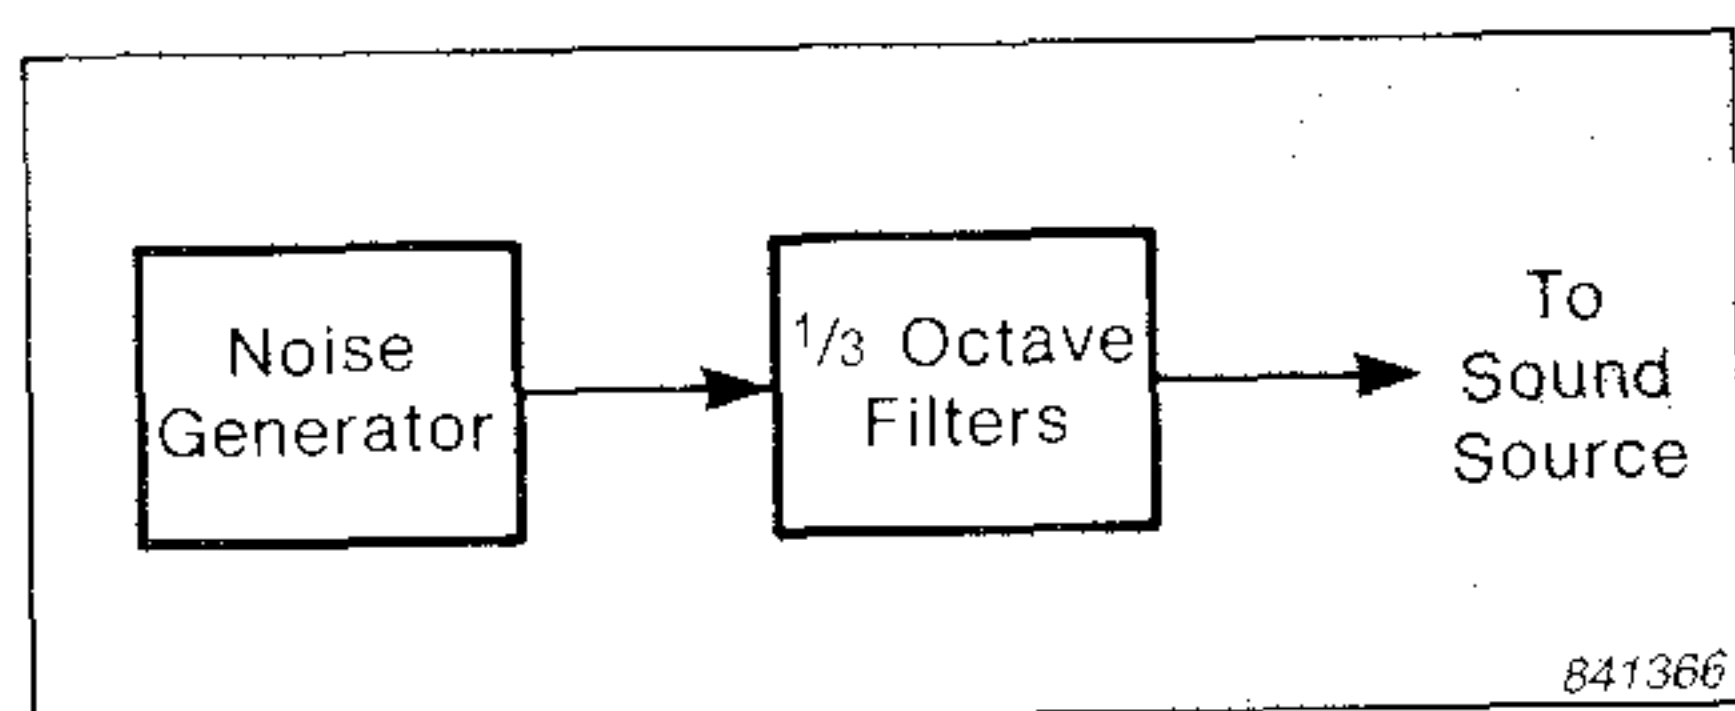 Noise
Generator
1/3 Octave
Filters
To
Sound
Source
841366